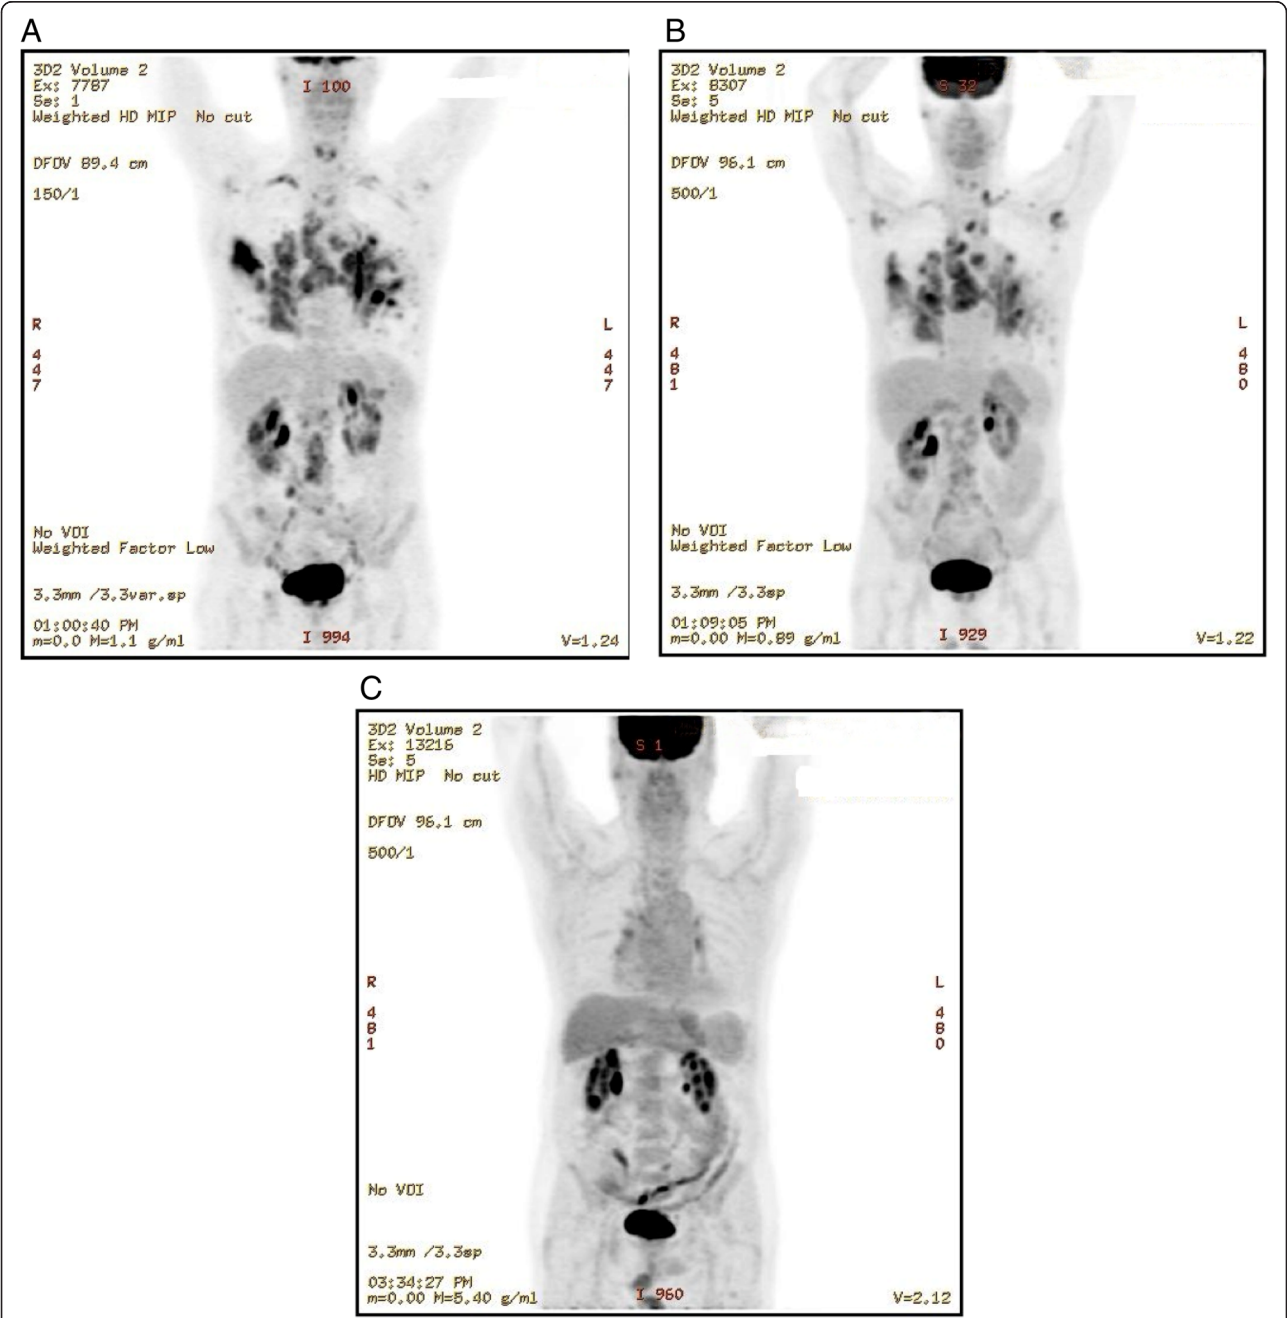 A
3D2 Volume 2
Ex: 7787
Se: 1
Weighted HD MIP No cut
I 100
DFOV 89.4 cm
150/1
R
L
4
4
7
4
4
7
No VOI
Weighted Factor Low
3.3mm /3.3var.sp
01:00:40 PM
m=0.0 M=1.1 g/ml
I 994
V=1.24
B
3D2 Volume 2
Ex: 8307
Se: 5
Weighted HD MIP No cut
S 32
DFOV 96.1 cm
500/1
R
L
4
8
1
4
8
0
No VOI
Weighted Factor Low
3.3mm /3.3sp
01:09:05 PM
m=0.00 M=0.89 g/ml
I 929
V=1.22
C
3D2 Volume 2
Ex: 13216
Se: 5
HD MIP No cut
S 1
DFOV 96.1 cm
500/1
R
L
4
8
1
4
8
0
No VOI
3.3mm /3.3sp
03:34:27 PM
m=0.00 M=5.40 g/ml
I 960
V=2.12